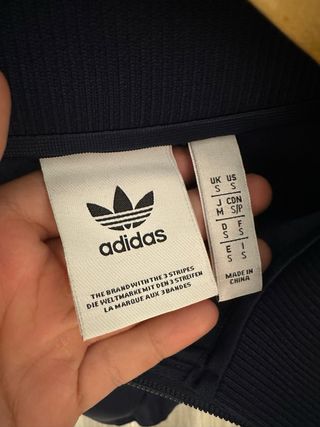 adidas
THE BRAND WITH THE 3 STRIPES
DIE WELTMARKE MIT DEN 3 STREIFEN
LA MARQUE AUX 3 BANDES
UK US
S S
J CDN
M S/P
D F
S S
E I
S S
MADE IN
CHINA